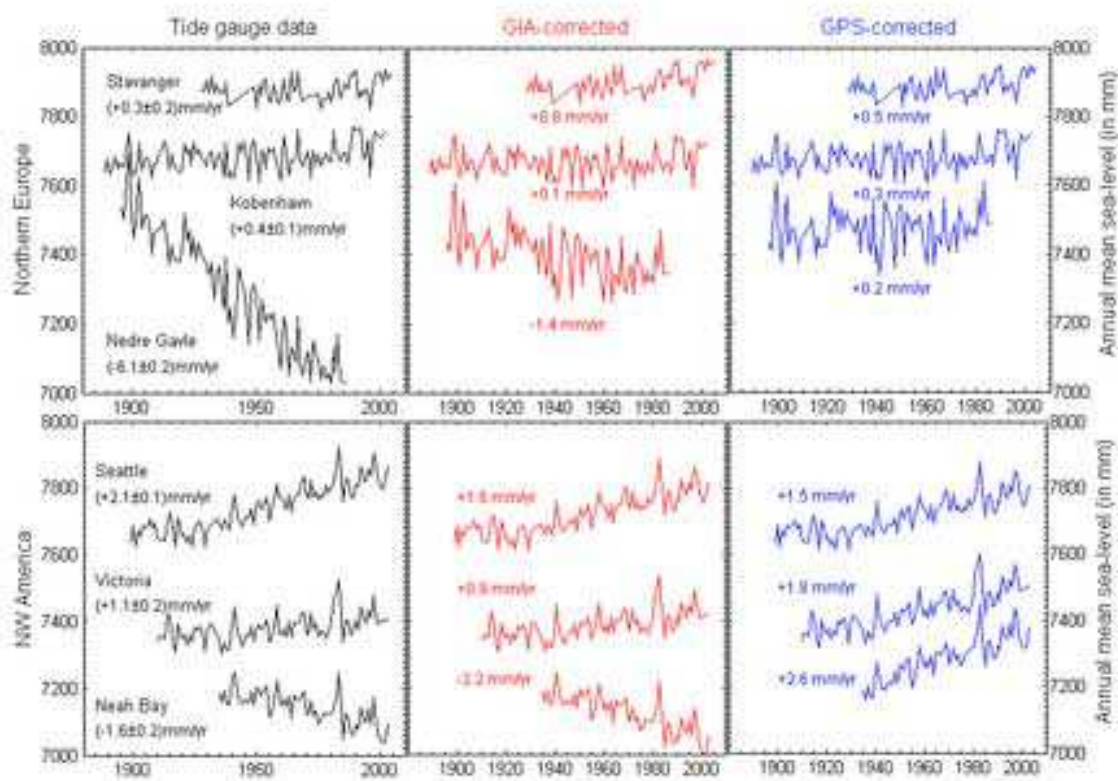 Tide gauge data GIA-corrected GPS-corrected
8000 8000
Stavanger
(+0.3±0.2)mm/yr
+0.5 mm/yr
7800 7800
7600 7600
Kobenhavn
(+0.4±0.1)mm/yr
+0.1 mm/yr +0.3 mm/yr
7400 7400
+0.2 mm/yr
7200 7200
Nedre Gavle
(-6.1±0.2)mm/yr
-1.4 mm/yr
7000 7000
Northern Europe
Annual mean sea-level (in mm)
1900 1950 2000 1900 1920 1940 1960 1980 2000 1900 1920 1940 1960 1980 2000
8000 8000
Seattle
(+2.1±0.1)mm/yr
+1.5 mm/yr
7800 7800
7600 7600
Victoria
(+1.1±0.2)mm/yr
7400 7400
7200 7200
-2.2 mm/yr +2.6 mm/yr
Neah Bay
(-1.6±0.2)mm/yr
7000 7000
NW America
Annual mean sea-level (in mm)
1900 1950 2000 1900 1920 1940 1960 1980 2000 1900 1920 1940 1960 1980 2000